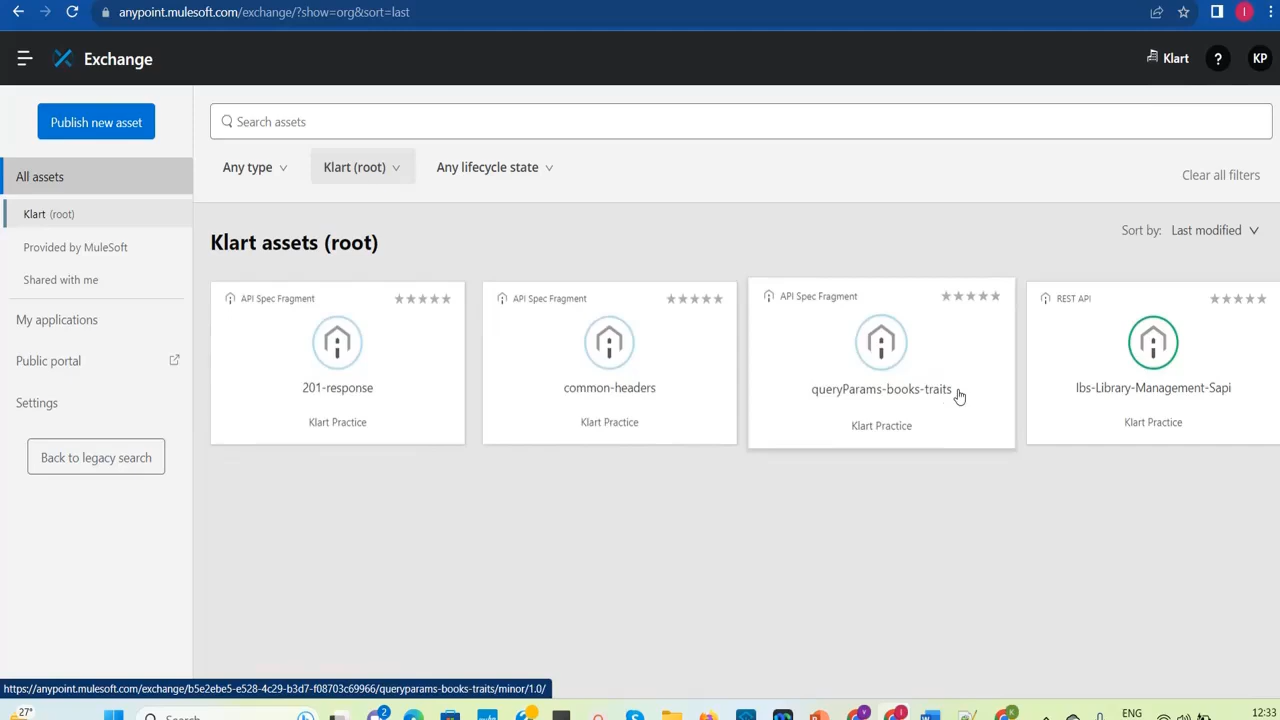 anypoint.mulesoft.com/exchange/?show=org&sort=last
I
Exchange
Klart
?
KP
Publish new asset
Search assets
Any type
Klart (root)
Any lifecycle state
Clear all filters
All assets
Klart (root)
Provided by MuleSoft
Shared with me
My applications
Public portal
Settings
Back to legacy search
Klart assets (root)
Sort by: Last modified
API Spec Fragment
201-response
Klart Practice
API Spec Fragment
common-headers
Klart Practice
API Spec Fragment
queryParams-books-traits
Klart Practice
REST API
lbs-Library-Management-Sapi
Klart Practice
https://anypoint.mulesoft.com/exchange/b5e2ebe5-e528-4c29-b3d7-f08703c69966/queryparams-books-traits/minor/1.0/
27°
Search
2
ENG
12:33